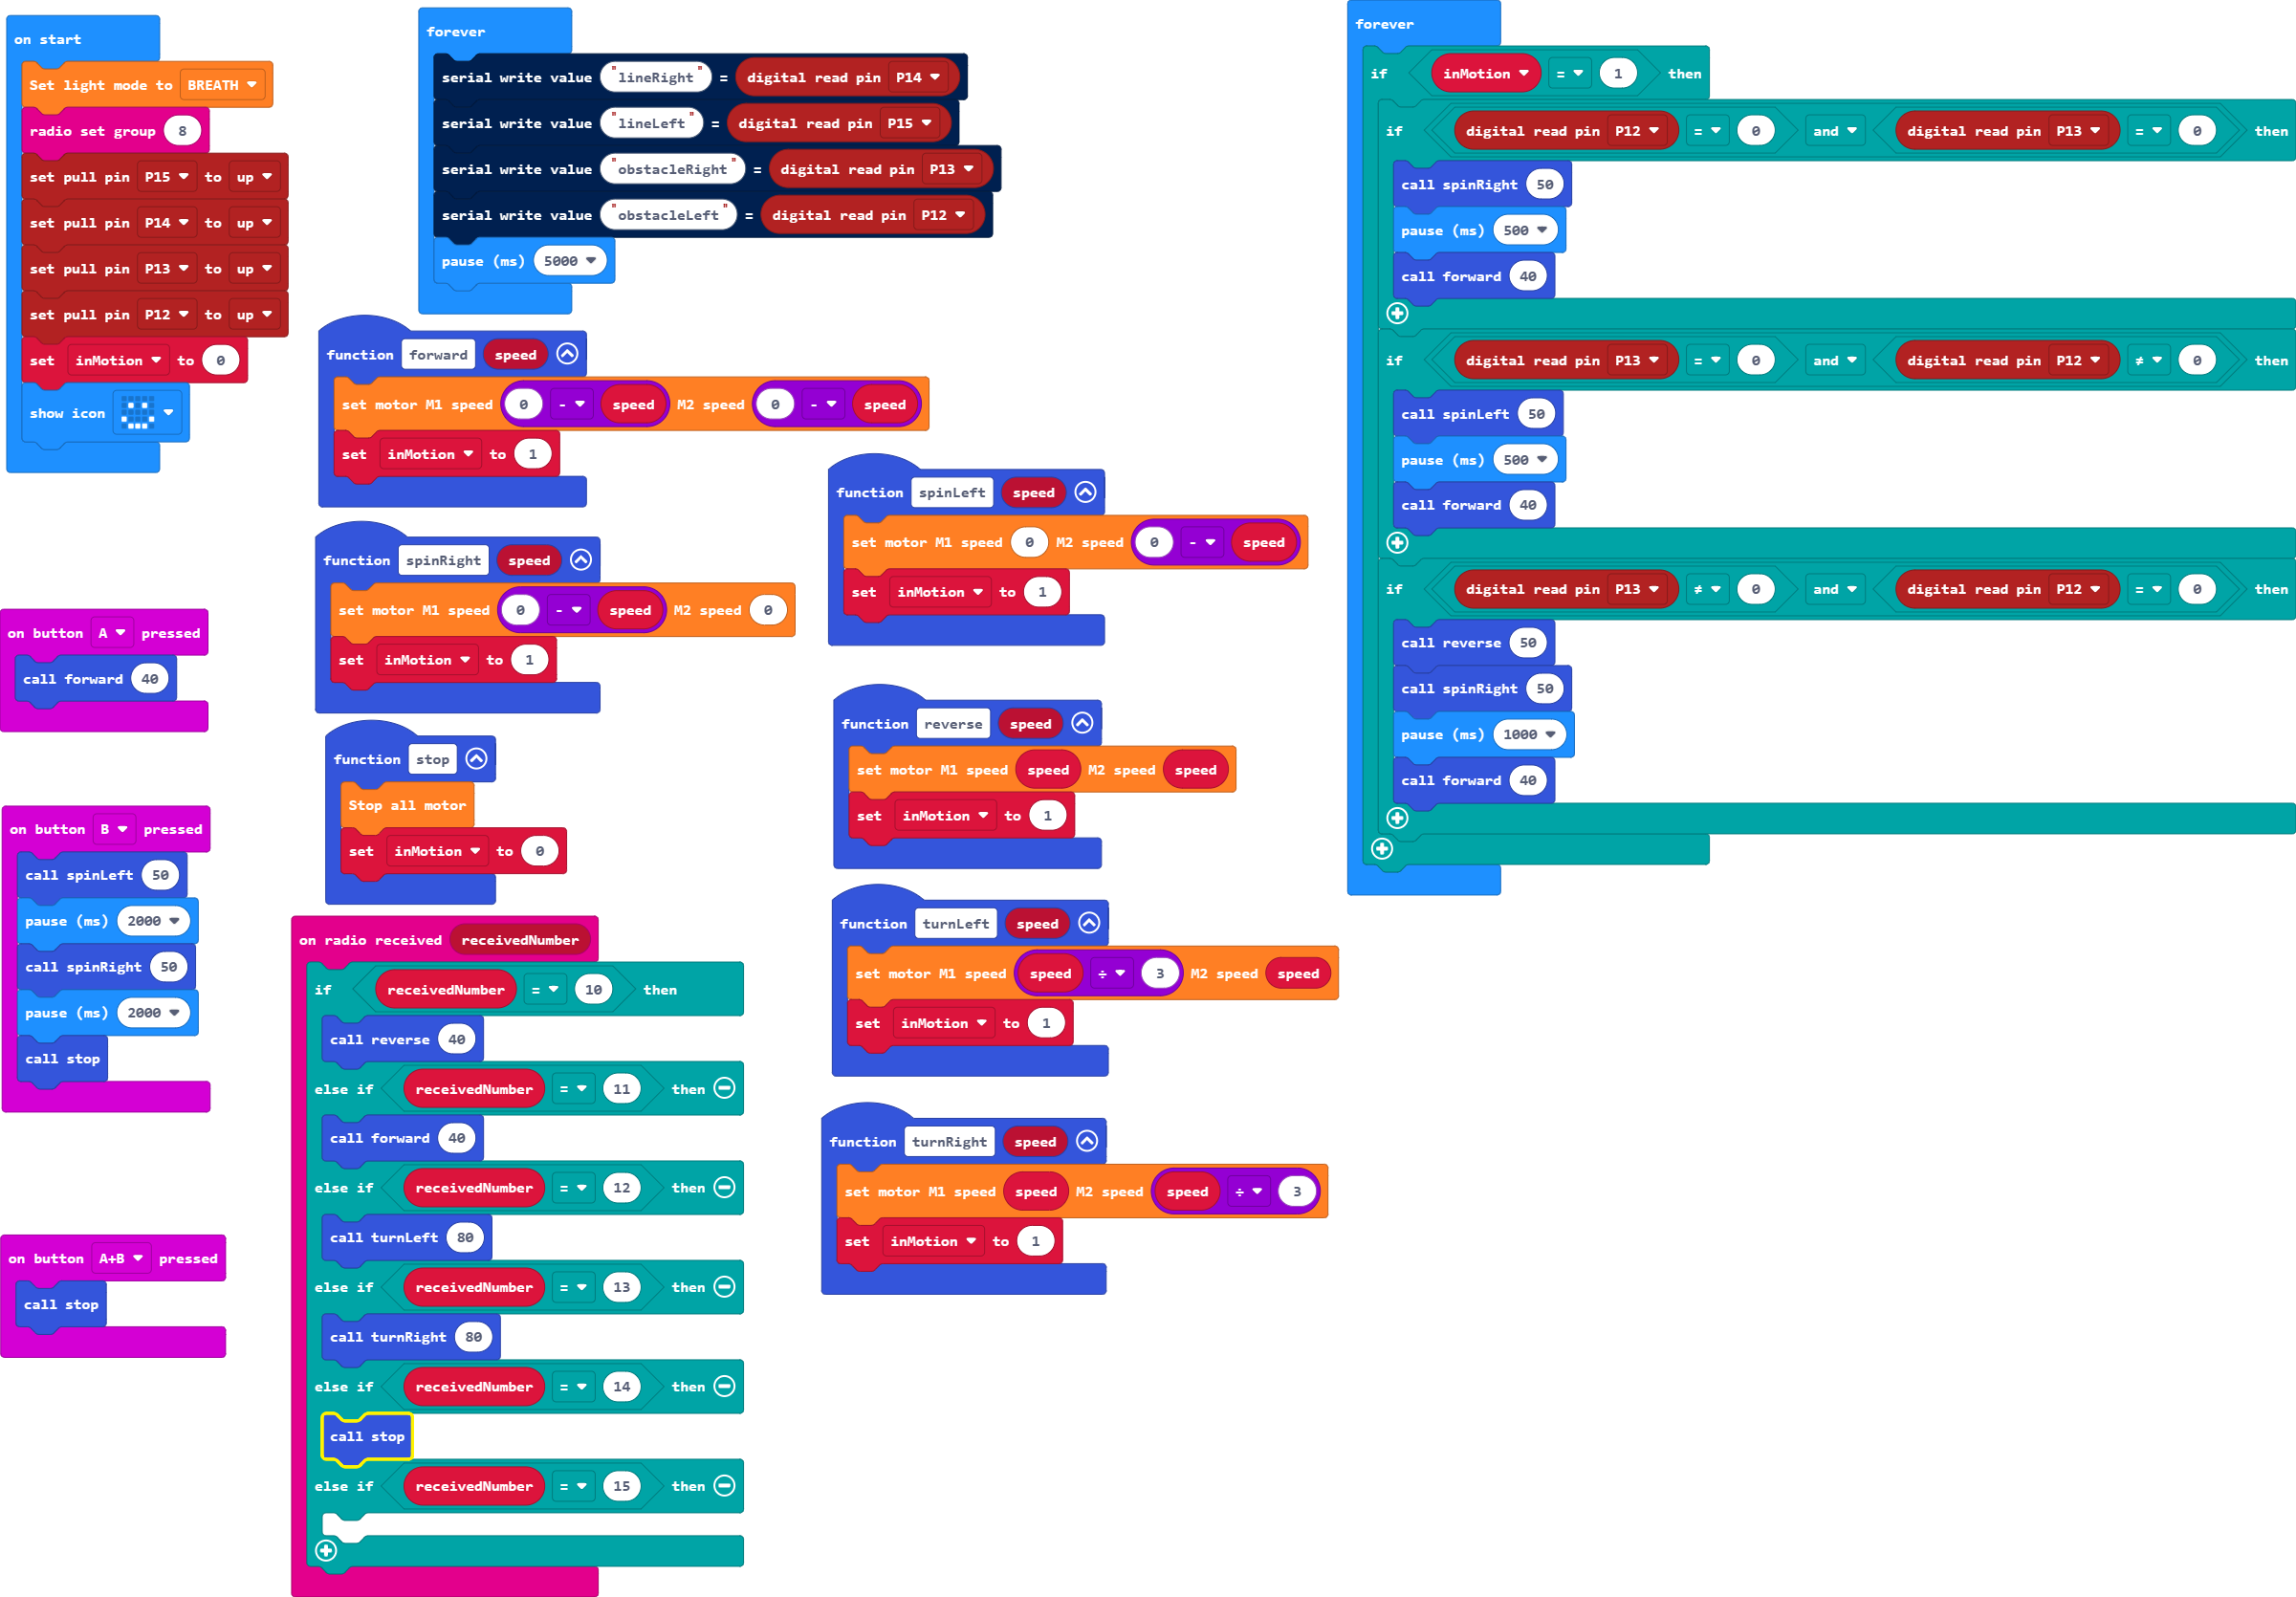 on start
Set light mode to BREATH
radio set group 8
set pull pin P15 to up
set pull pin P14 to up
set pull pin P13 to up
set pull pin P12 to up
set inMotion to 0
show icon
on button A pressed
call forward 40
on button B pressed
call spinLeft 50
pause (ms) 2000
call spinRight 50
pause (ms) 2000
call stop
on button A+B pressed
call stop
forever
serial write value "lineRight" = digital read pin P14
serial write value "lineLeft" = digital read pin P15
serial write value "obstacleRight" = digital read pin P13
serial write value "obstacleLeft" = digital read pin P12
pause (ms) 5000
function forward speed
set motor M1 speed 0 - speed M2 speed 0 - speed
set inMotion to 1
function spinRight speed
set motor M1 speed 0 - speed M2 speed 0
set inMotion to 1
function stop
Stop all motor
set inMotion to 0
on radio received receivedNumber
if receivedNumber = 10 then
call reverse 40
else if receivedNumber = 11 then
call forward 40
else if receivedNumber = 12 then
call turnLeft 80
else if receivedNumber = 13 then
call turnRight 80
else if receivedNumber = 14 then
call stop
else if receivedNumber = 15 then
function spinLeft speed
set motor M1 speed 0 M2 speed 0 - speed
set inMotion to 1
function reverse speed
set motor M1 speed speed M2 speed speed
set inMotion to 1
function turnLeft speed
set motor M1 speed speed ÷ 3 M2 speed speed
set inMotion to 1
function turnRight speed
set motor M1 speed speed M2 speed speed ÷ 3
set inMotion to 1
forever
if inMotion = 1 then
if digital read pin P12 = 0 and digital read pin P13 = 0 then
call spinRight 50
pause (ms) 500
call forward 40
if digital read pin P13 = 0 and digital read pin P12 ≠ 0 then
call spinLeft 50
pause (ms) 500
call forward 40
if digital read pin P13 ≠ 0 and digital read pin P12 = 0 then
call reverse 50
call spinRight 50
pause (ms) 1000
call forward 40